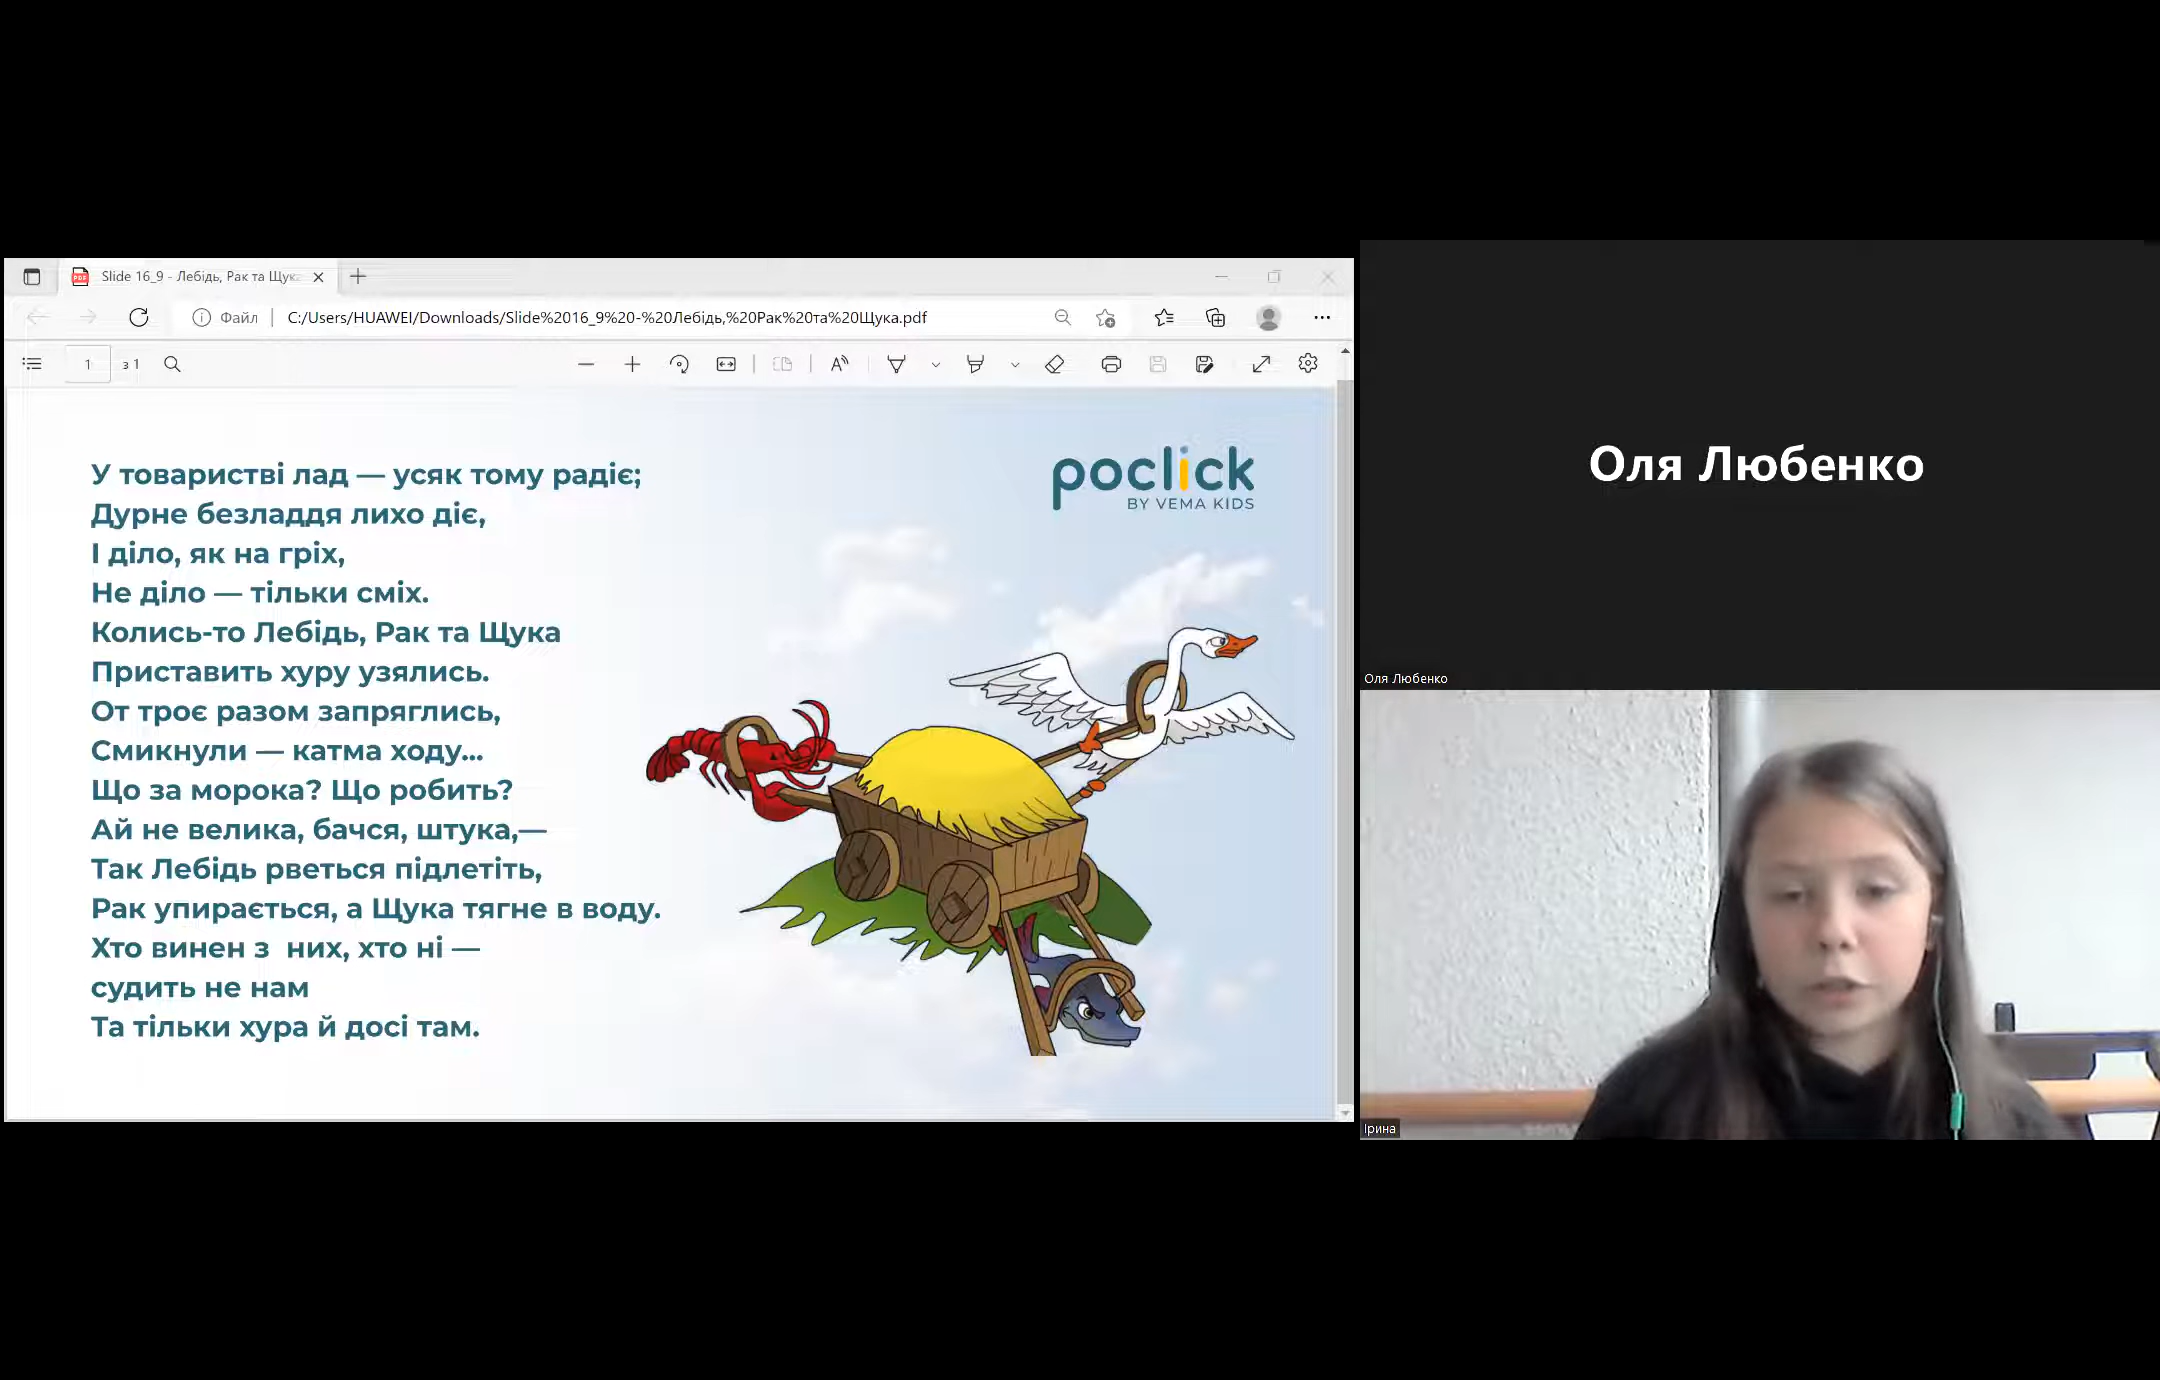 Slide 16_9 - Лебідь, Рак та Щук
Файл
C:/Users/HUAWEI/Downloads/Slide%2016_9%20-%20Лебідь,%20Рак%20та%20Щука.pdf
1 з 1
У товаристві лад — усяк тому радіє;
Дурне безладдя лихо діє,
І діло, як на гріх,
Не діло — тільки сміх.
Колись-то Лебідь, Рак та Щука
Приставить хуру узялись.
От троє разом запряглись,
Смикнули — катма ходу...
Що за морока? Що робить?
Ай не велика, бачся, штука,—
Так Лебідь рветься підлетіть,
Рак упирається, а Щука тягне в воду.
Хто винен з  них, хто ні —
судить не нам
Та тільки хура й досі там.
poclick
BY VEMA KIDS
Оля Любенко
Оля Любенко
Ірина